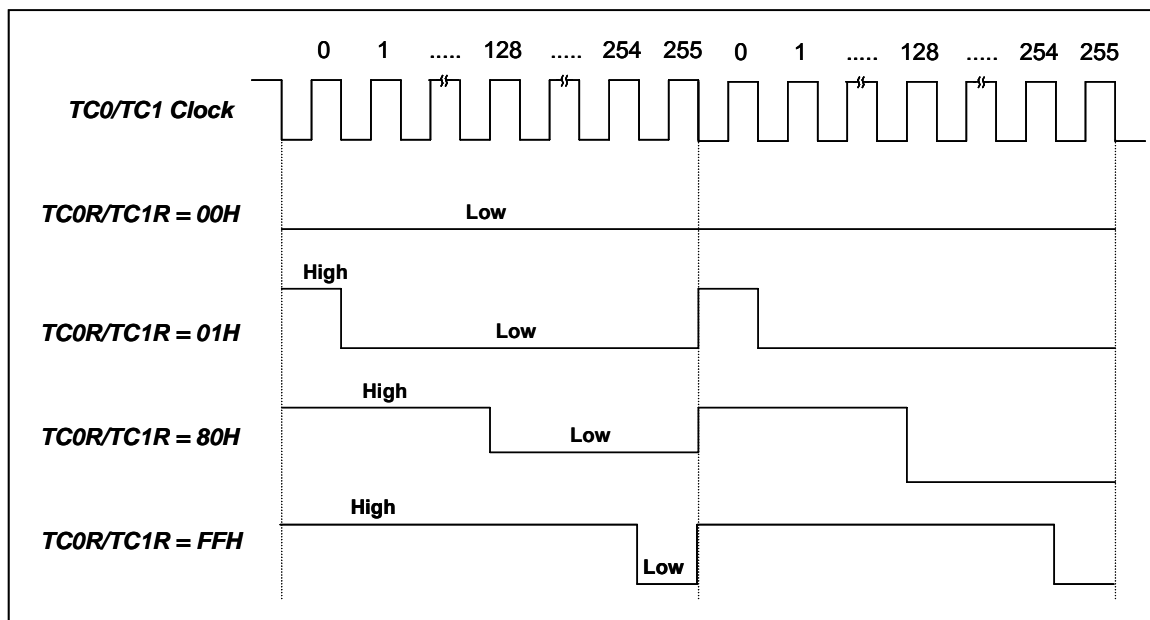 0 1 ..... 128 ..... 254 255 0 1 ..... 128 ..... 254 255
TC0/TC1 Clock
TC0R/TC1R = 00H
Low
High
TC0R/TC1R = 01H
Low
High
TC0R/TC1R = 80H
Low
High
TC0R/TC1R = FFH
Low